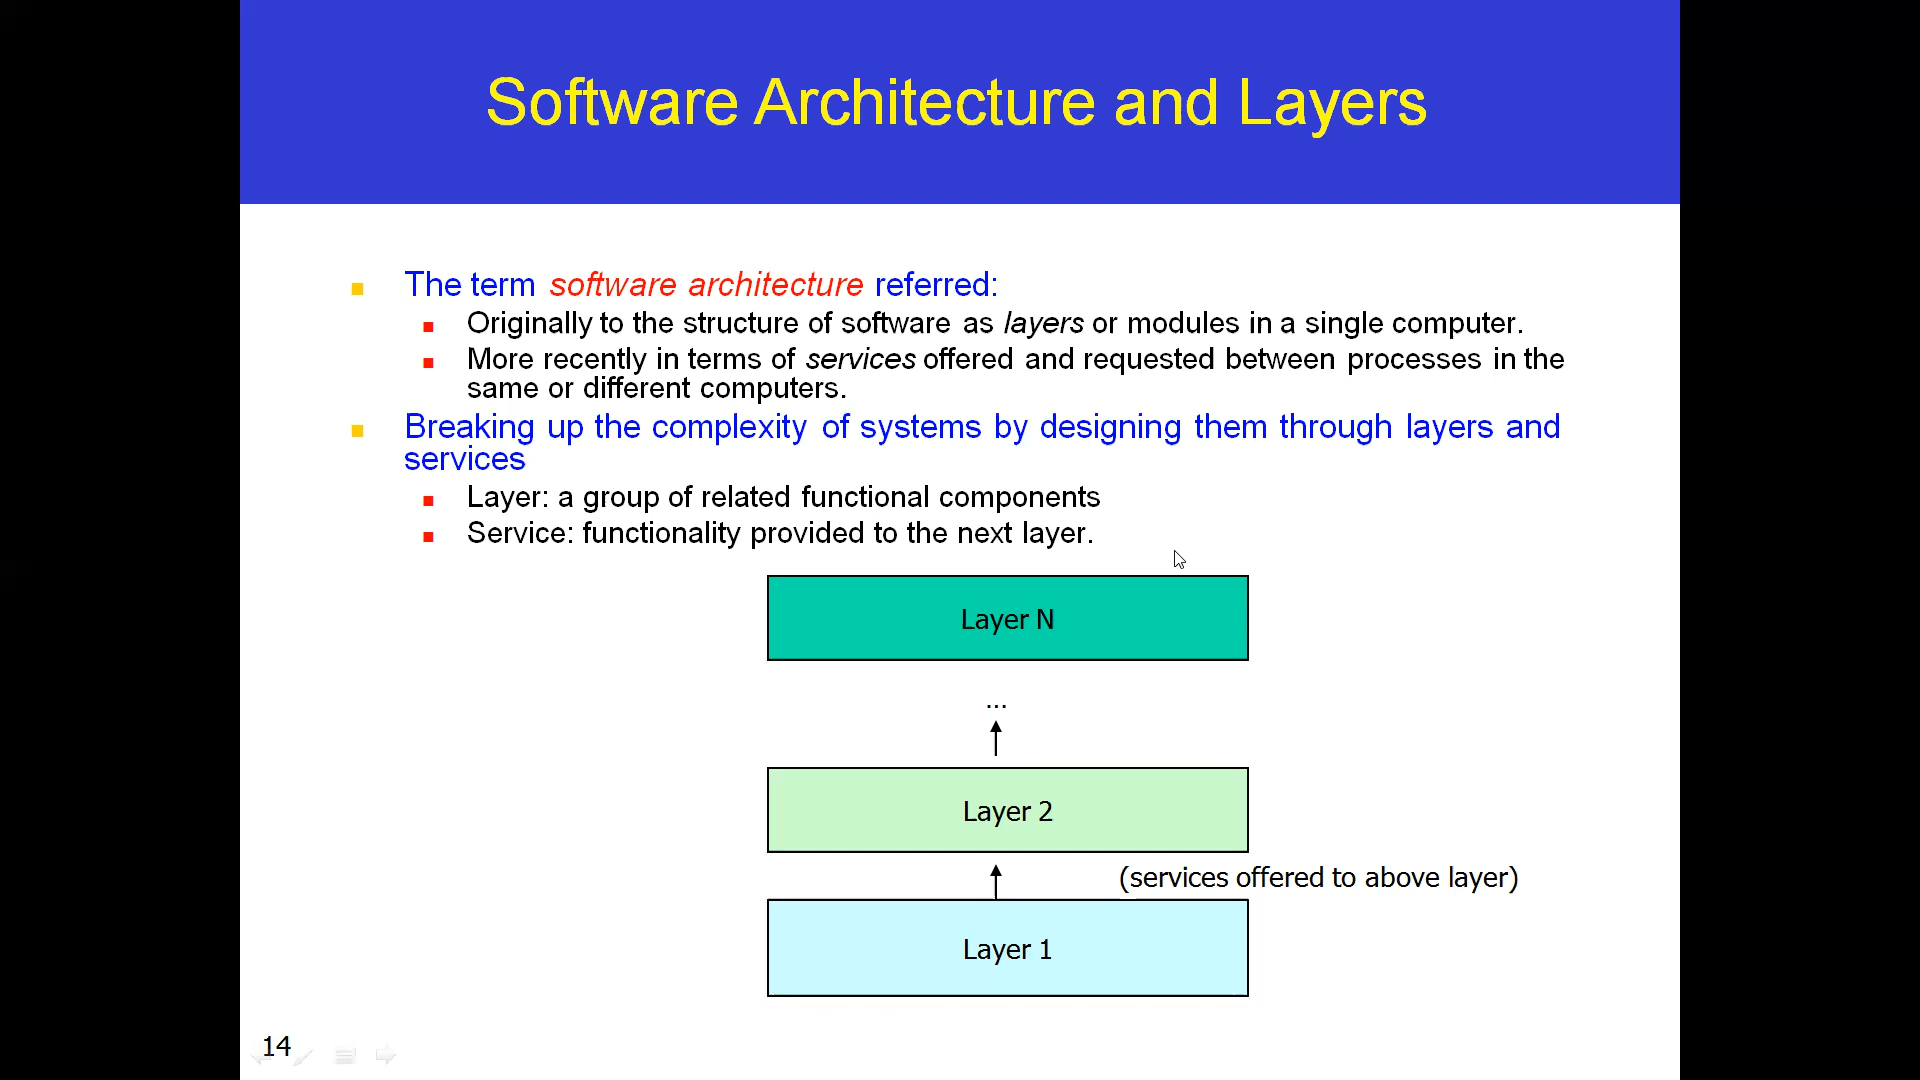 Software Architecture and Layers
The term software architecture referred:
Originally to the structure of software as layers or modules in a single computer.
More recently in terms of services offered and requested between processes in the
same or different computers.
Breaking up the complexity of systems by designing them through layers and
services
Layer: a group of related functional components
Service: functionality provided to the next layer.
Layer N
...
Layer 2
(services offered to above layer)
Layer 1
14